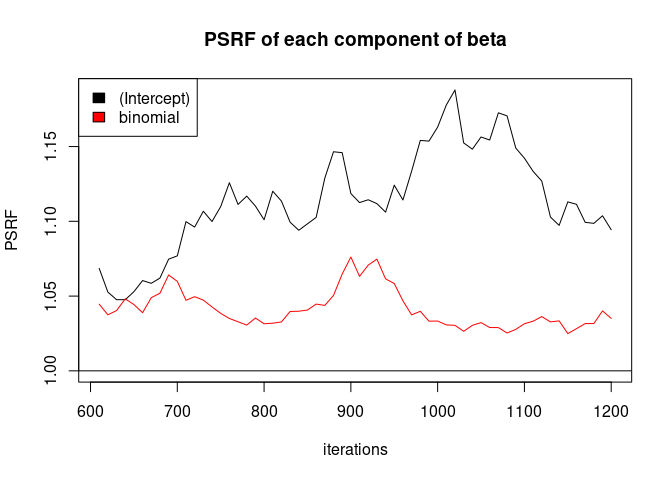 PSRF of each component of beta
(Intercept)
binomial
PSRF
1.15
1.10
1.05
1.00
600 700 800 900 1000 1100 1200
iterations